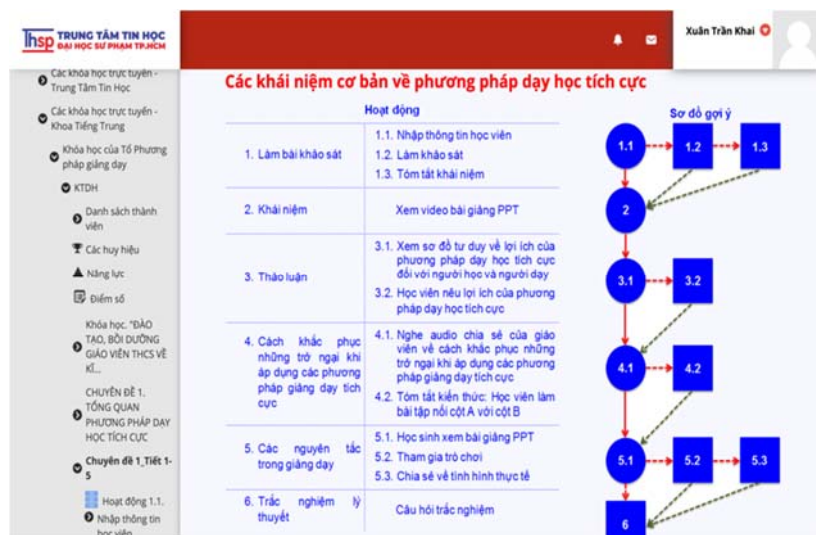 Thsp TRUNG TÂM TIN HỌC
ĐẠI HỌC SƯ PHẠM TP.HCM
Xuân Trần Khai
Các khóa học trực tuyến -
Trung Tâm Tin Học
Các khóa học trực tuyến -
Khoa Tiếng Trung
Khóa học của Tổ Phương
pháp giảng dạy
KTDH
Danh sách thành
viên
Các huy hiệu
Năng lực
Điểm số
Khóa học. "ĐÀO
TẠO, BỒI DƯỠNG
GIÁO VIÊN THCS VỀ
KĨ...
CHUYÊN ĐỀ 1.
TỔNG QUAN
PHƯƠNG PHÁP DẠY
HỌC TÍCH CỰC
Chuyên đề 1_Tiết 1-
5
Hoạt động 1.1.
Nhập thông tin
học viên
Các khái niệm cơ bản về phương pháp dạy học tích cực
Hoạt động
1. Làm bài khảo sát
1.1. Nhập thông tin học viên
1.2. Làm khảo sát
1.3. Tóm tắt khái niệm
2. Khái niệm
Xem video bài giảng PPT
3. Thảo luận
3.1. Xem sơ đồ tư duy về lợi ích của
phương pháp dạy học tích cực
đối với người học và người dạy
3.2. Học viên nêu lợi ích của phương
pháp dạy học tích cực
4. Cách khắc phục
những trở ngại khi
áp dụng các phương
pháp giảng dạy tích
cực
4.1. Nghe audio chia sẻ của giáo
viên về cách khắc phục những
trở ngại khi áp dụng các phương
pháp giảng dạy tích cực
4.2. Tóm tắt kiến thức: Học viên làm
bài tập nối cột A với cột B
5. Các nguyên tắc
trong giảng dạy
5.1. Học sinh xem bài giảng PPT
5.2. Tham gia trò chơi
5.3. Chia sẻ về tình hình thực tế
6. Trắc nghiệm lý
thuyết
Câu hỏi trắc nghiệm
Sơ đồ gợi ý
1.1 1.2 1.3
2
3.1 3.2
4.1 4.2
5.1 5.2 5.3
6